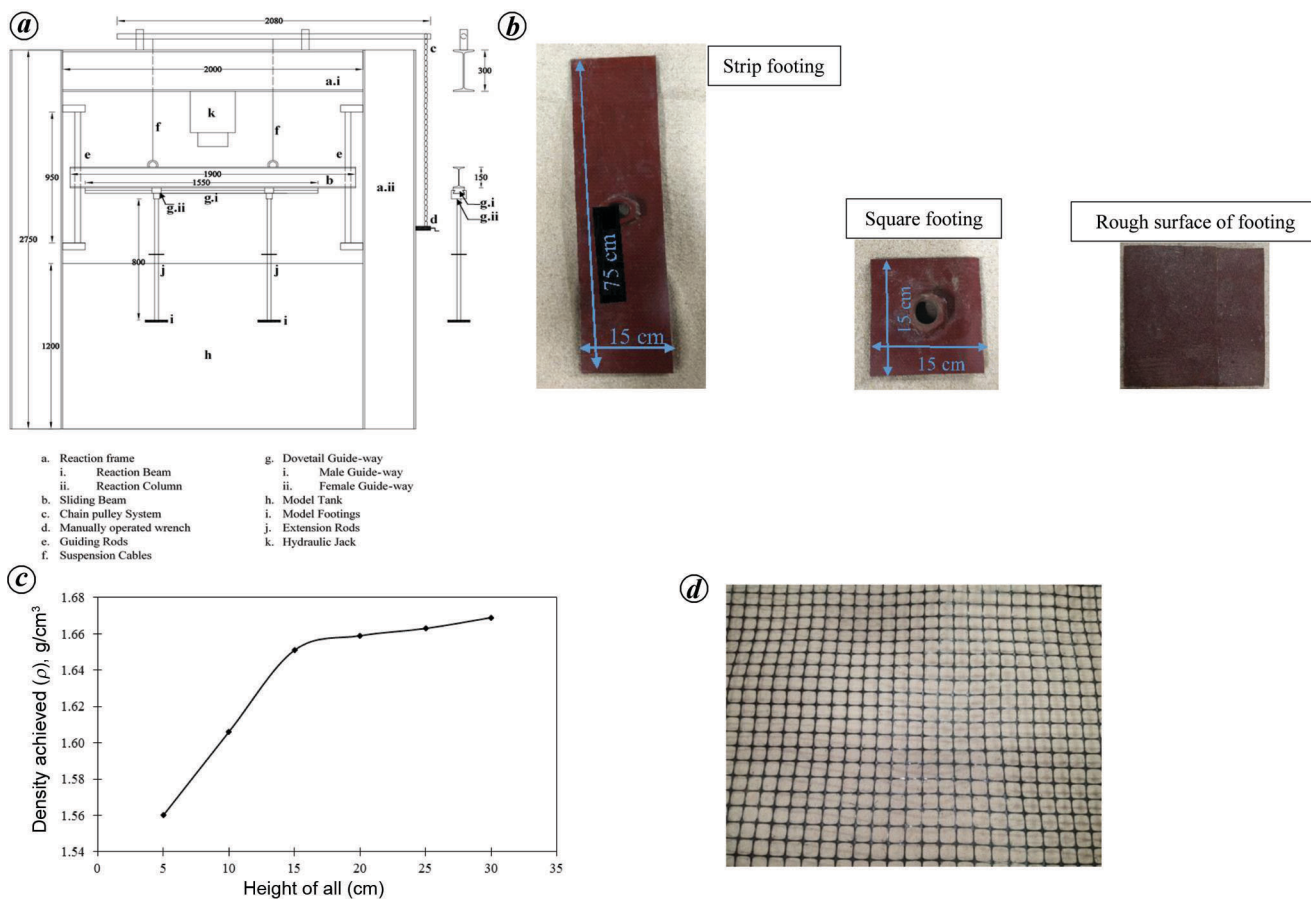 a
2080
c
2000
300
a.i
k
f
f
e
e
950
1900
b
150
1550
a.ii
g.i
g.i
g.ii
g.ii
d
2750
800
j
j
i
i
1200
h
a. Reaction frame
i. Reaction Beam
ii. Reaction Column
b. Sliding Beam
c. Chain pulley System
d. Manually operated wrench
e. Guiding Rods
f. Suspension Cables
g. Dovetail Guide-way
i. Male Guide-way
ii. Female Guide-way
h. Model Tank
i. Model Footings
j. Extension Rods
k. Hydraulic Jack
b
Strip footing
75 cm
15 cm
Square footing
15 cm
15 cm
Rough surface of footing
c
Density achieved (ρ), g/cm³
1.68
1.66
1.64
1.62
1.60
1.58
1.56
1.54
0 5 10 15 20 25 30 35
Height of all (cm)
d